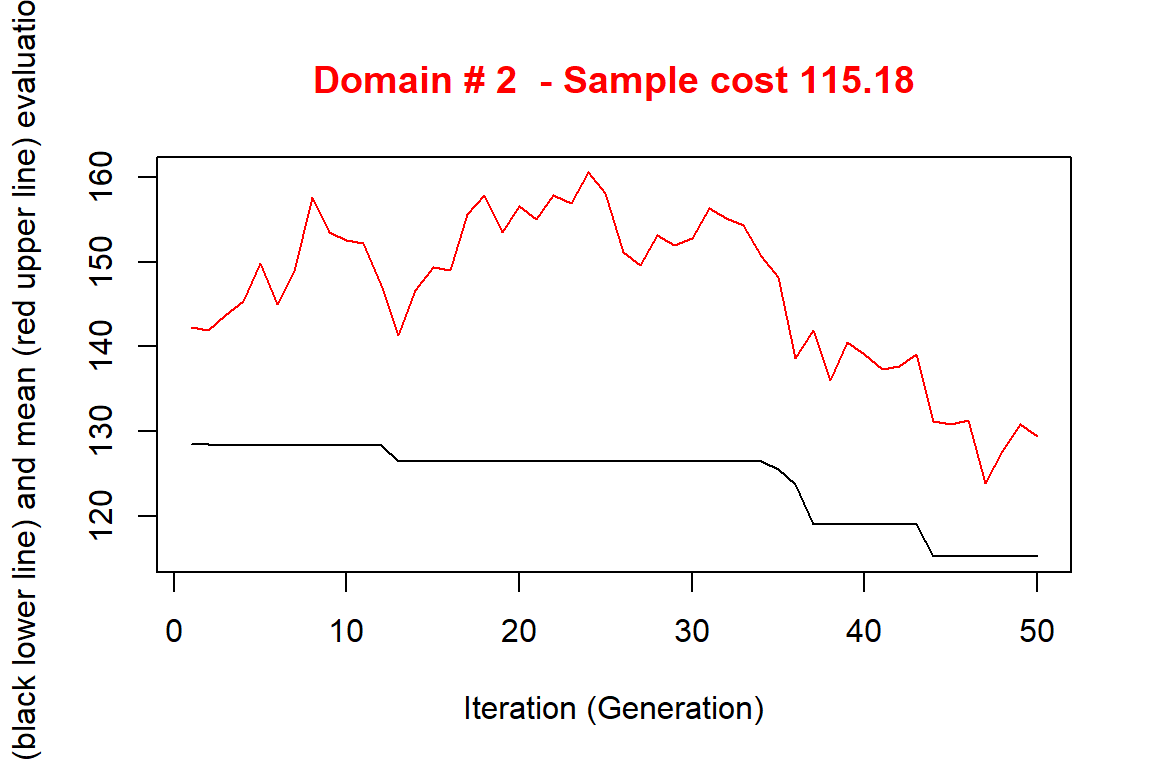 Domain # 2  - Sample cost 115.18
(black lower line) and mean (red upper line) evaluatio
160
150
140
130
120
0 10 20 30 40 50
Iteration (Generation)